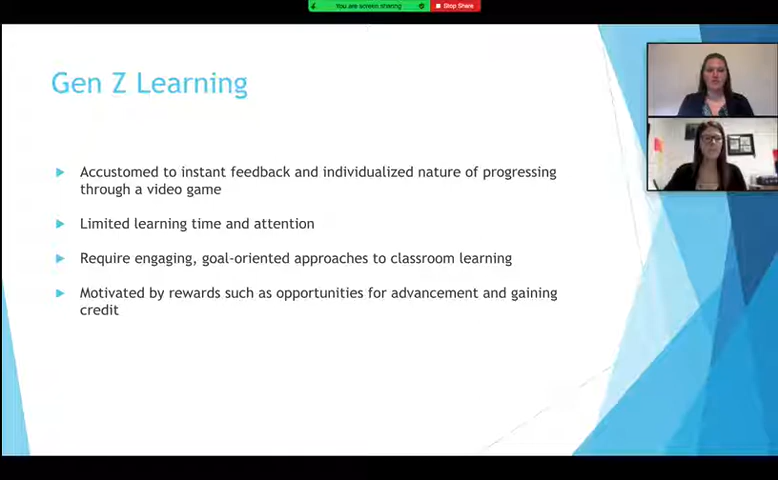 You are screen sharing
Stop Share
Gen Z Learning
Accustomed to instant feedback and individualized nature of progressing
through a video game
Limited learning time and attention
Require engaging, goal-oriented approaches to classroom learning
Motivated by rewards such as opportunities for advancement and gaining
credit